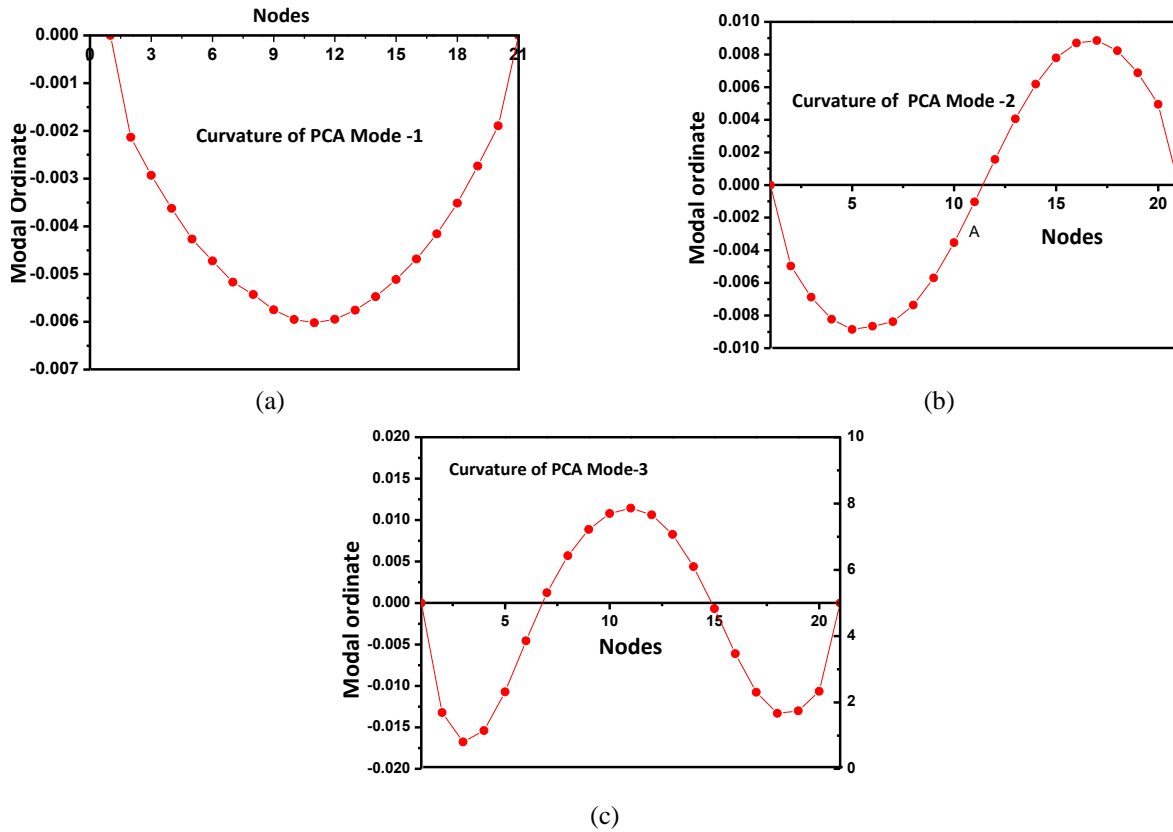 Nodes
0.000
0 3 6 9 12 15 18 21
-0.001
-0.002
-0.003
-0.004
-0.005
-0.006
-0.007
Modal Ordinate
Curvature of PCA Mode -1
(a)
0.010
0.008
0.006
0.004
0.002
0.000
-0.002
-0.004
-0.006
-0.008
-0.010
Modal ordinate
Curvature of PCA Mode -2
5 10 15 20
A
Nodes
(b)
0.020
0.015
0.010
0.005
0.000
-0.005
-0.010
-0.015
-0.020
Modal ordinate
Curvature of PCA Mode-3
5 10 15 20
Nodes
10
8
6
4
2
0
(c)